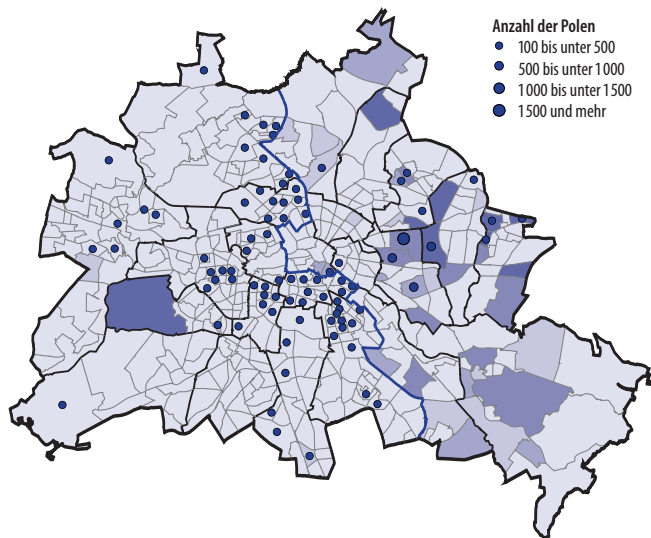 Anzahl der Polen
100 bis unter 500
500 bis unter 1000
1000 bis unter 1500
1500 und mehr